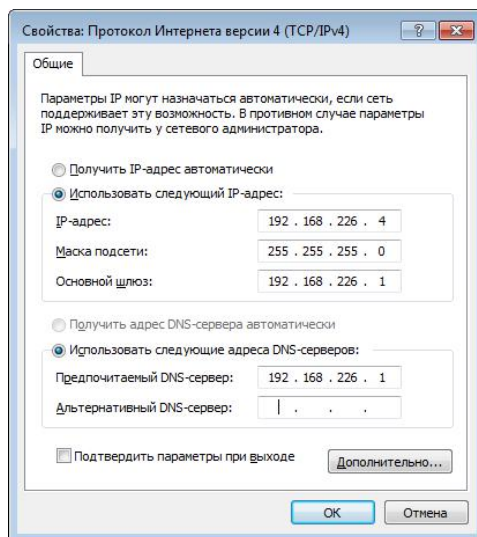 Свойства: Протокол Интернета версии 4 (TCP/IPv4)
Общие
Параметры IP могут назначаться автоматически, если сеть
поддерживает эту возможность. В противном случае параметры
IP можно получить у сетевого администратора.
Получить IP-адрес автоматически
Использовать следующий IP-адрес:
IP-адрес: 192 . 168 . 226 . 4
Маска подсети: 255 . 255 . 255 . 0
Основной шлюз: 192 . 168 . 226 . 1
Получить адрес DNS-сервера автоматически
Использовать следующие адреса DNS-серверов:
Предпочитаемый DNS-сервер: 192 . 168 . 226 . 1
Альтернативный DNS-сервер: . . .
Подтвердить параметры при выходе
Дополнительно...
ОК Отмена